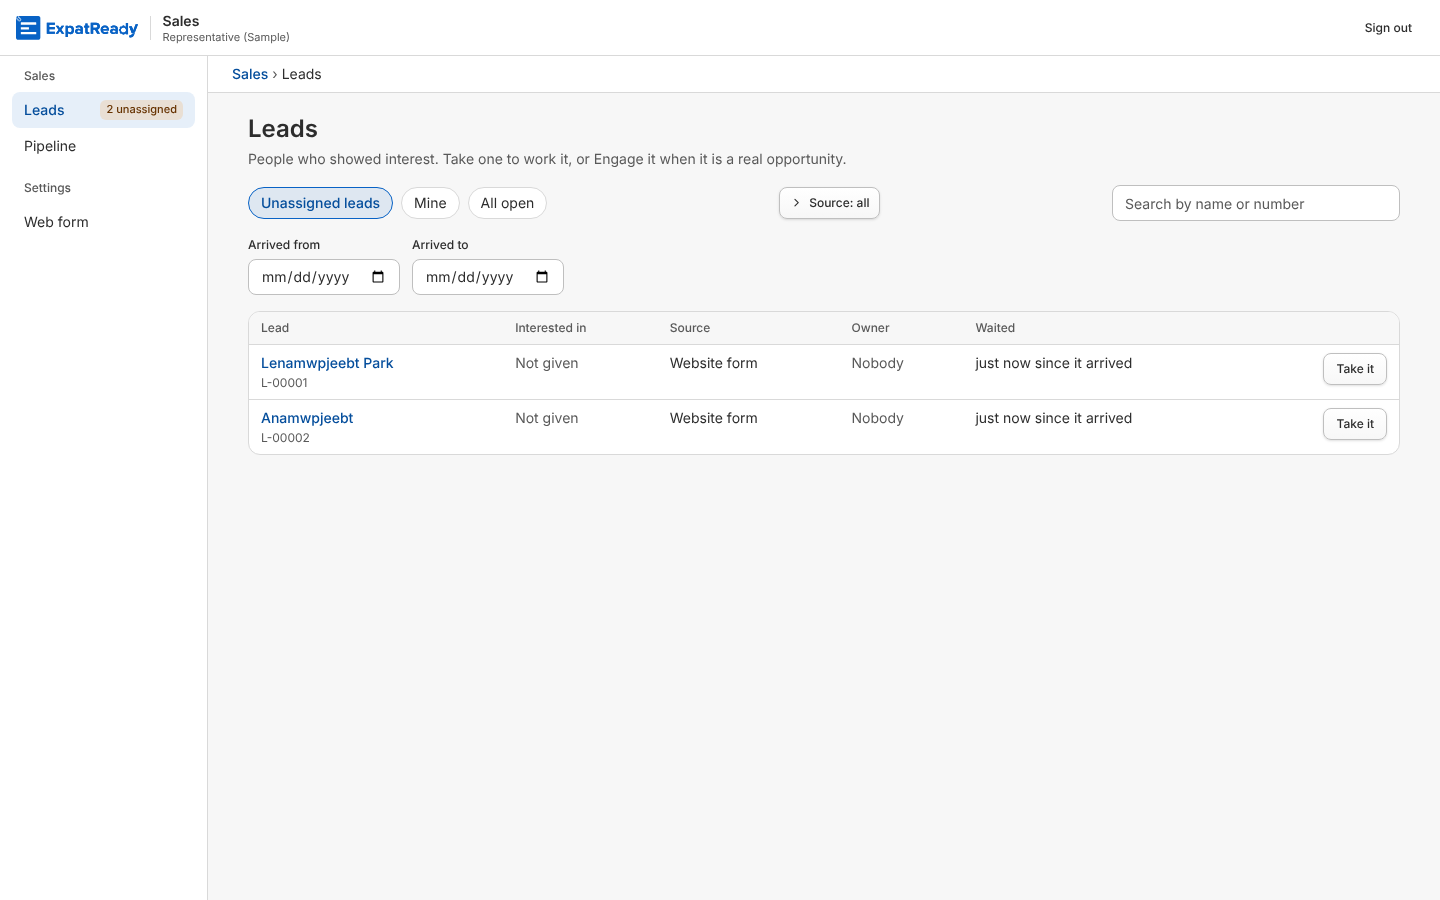 ExpatReady
Sales
Representative (Sample)
Sign out
Sales
Leads 2 unassigned
Pipeline
Settings
Web form
Sales › Leads
Leads
People who showed interest. Take one to work it, or Engage it when it is a real opportunity.
Unassigned leads Mine All open Source: all Search by name or number
Arrived from Arrived to
mm/dd/yyyy mm/dd/yyyy
Lead Interested in Source Owner Waited
Lenamwpjeebt Park Not given Website form Nobody just now since it arrived Take it
L-00001
Anamwpjeebt Not given Website form Nobody just now since it arrived Take it
L-00002